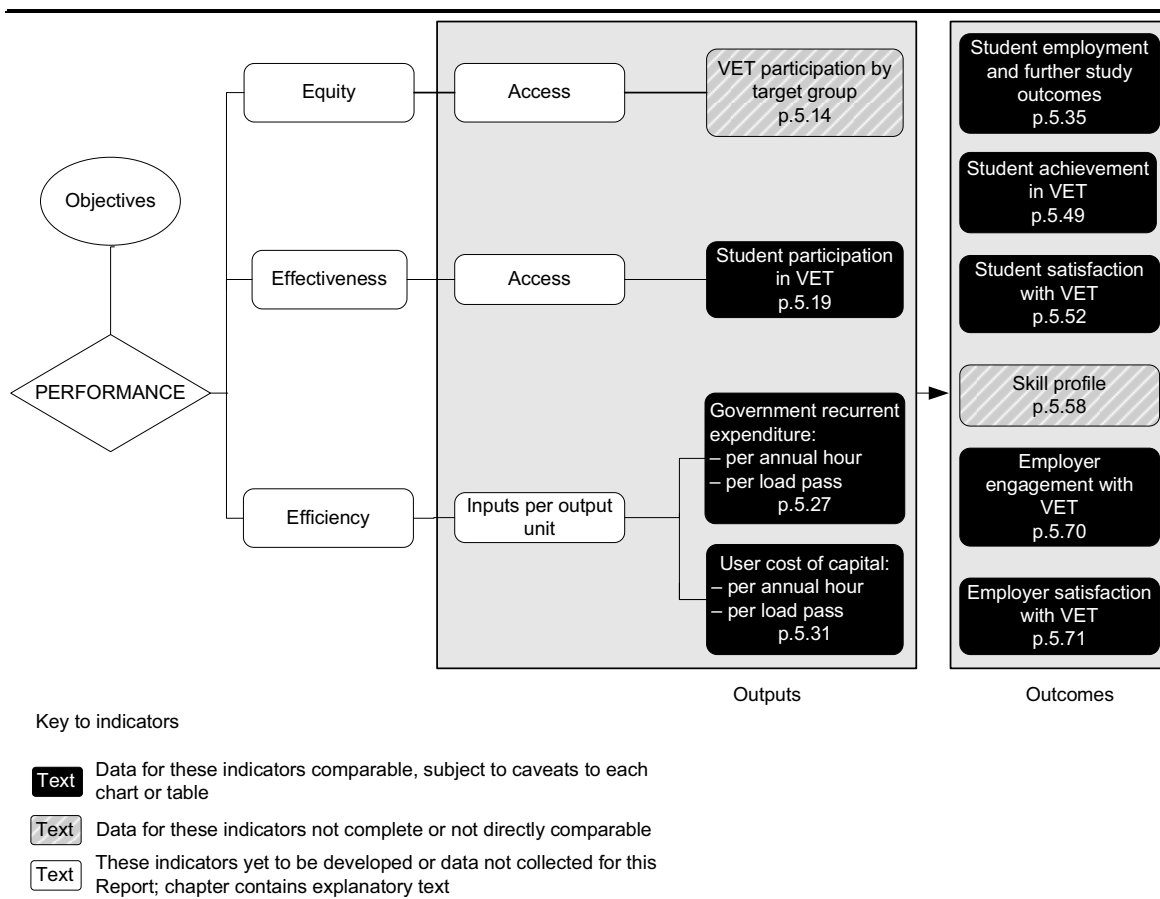 Objectives
PERFORMANCE
Equity
Access
VET participation by
target group
p.5.14
Effectiveness
Access
Student participation
in VET
p.5.19
Efficiency
Inputs per output
unit
Government recurrent
expenditure:
– per annual hour
– per load pass
p.5.27
User cost of capital:
– per annual hour
– per load pass
p.5.31
Outputs
Student employment
and further study
outcomes
p.5.35
Student achievement
in VET
p.5.49
Student satisfaction
with VET
p.5.52
Skill profile
p.5.58
Employer
engagement with
VET
p.5.70
Employer satisfaction
with VET
p.5.71
Outcomes
Key to indicators
Text
Data for these indicators comparable, subject to caveats to each
chart or table
Text
Data for these indicators not complete or not directly comparable
Text
These indicators yet to be developed or data not collected for this
Report; chapter contains explanatory text